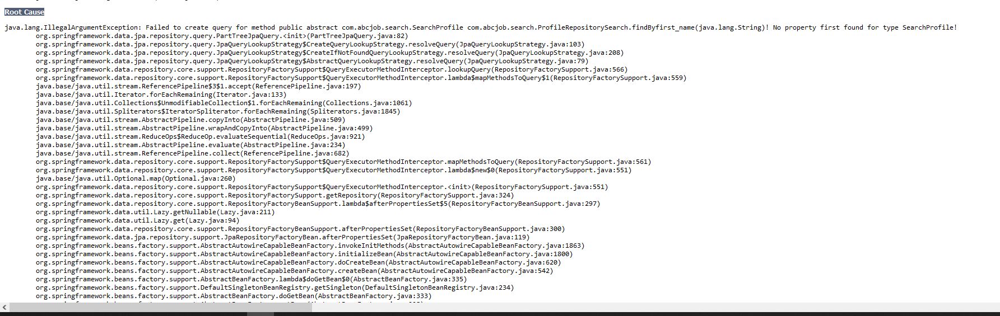 Root Cause
java.lang.IllegalArgumentException: Failed to create query for method public abstract com.abcjob.search.SearchProfile com.abcjob.search.ProfileRepositorySearch.findByfirst_name(java.lang.String)! No property first found for type SearchProfile!
org.springframework.data.jpa.repository.query.PartTreeJpaQuery.<init>(PartTreeJpaQuery.java:82)
org.springframework.data.jpa.repository.query.JpaQueryLookupStrategy$CreateQueryLookupStrategy.resolveQuery(JpaQueryLookupStrategy.java:103)
org.springframework.data.jpa.repository.query.JpaQueryLookupStrategy$CreateIfNotFoundQueryLookupStrategy.resolveQuery(JpaQueryLookupStrategy.java:208)
org.springframework.data.jpa.repository.query.JpaQueryLookupStrategy$AbstractQueryLookupStrategy.resolveQuery(JpaQueryLookupStrategy.java:79)
org.springframework.data.repository.core.support.RepositoryFactorySupport$QueryExecutorMethodInterceptor.lookupQuery(RepositoryFactorySupport.java:566)
org.springframework.data.repository.core.support.RepositoryFactorySupport$QueryExecutorMethodInterceptor.lambda$mapMethodsToQuery$1(RepositoryFactorySupport.java:559)
java.base/java.util.stream.ReferencePipeline$3$1.accept(ReferencePipeline.java:197)
java.base/java.util.Iterator.forEachRemaining(Iterator.java:133)
java.base/java.util.Collections$UnmodifiableCollection$1.forEachRemaining(Collections.java:1061)
java.base/java.util.Spliterators$IteratorSpliterator.forEachRemaining(Spliterators.java:1845)
java.base/java.util.stream.AbstractPipeline.copyInto(AbstractPipeline.java:509)
java.base/java.util.stream.AbstractPipeline.wrapAndCopyInto(AbstractPipeline.java:499)
java.base/java.util.stream.ReduceOps$ReduceOp.evaluateSequential(ReduceOps.java:921)
java.base/java.util.stream.AbstractPipeline.evaluate(AbstractPipeline.java:234)
java.base/java.util.stream.ReferencePipeline.collect(ReferencePipeline.java:682)
org.springframework.data.repository.core.support.RepositoryFactorySupport$QueryExecutorMethodInterceptor.mapMethodsToQuery(RepositoryFactorySupport.java:561)
org.springframework.data.repository.core.support.RepositoryFactorySupport$QueryExecutorMethodInterceptor.lambda$new$0(RepositoryFactorySupport.java:551)
java.base/java.util.Optional.map(Optional.java:260)
org.springframework.data.repository.core.support.RepositoryFactorySupport$QueryExecutorMethodInterceptor.<init>(RepositoryFactorySupport.java:551)
org.springframework.data.repository.core.support.RepositoryFactorySupport.getRepository(RepositoryFactorySupport.java:324)
org.springframework.data.repository.core.support.RepositoryFactoryBeanSupport.lambda$afterPropertiesSet$5(RepositoryFactoryBeanSupport.java:297)
org.springframework.data.util.Lazy.getNullable(Lazy.java:211)
org.springframework.data.util.Lazy.get(Lazy.java:94)
org.springframework.data.repository.core.support.RepositoryFactoryBeanSupport.afterPropertiesSet(RepositoryFactoryBeanSupport.java:300)
org.springframework.data.jpa.repository.support.JpaRepositoryFactoryBean.afterPropertiesSet(JpaRepositoryFactoryBean.java:119)
org.springframework.beans.factory.support.AbstractAutowireCapableBeanFactory.invokeInitMethods(AbstractAutowireCapableBeanFactory.java:1863)
org.springframework.beans.factory.support.AbstractAutowireCapableBeanFactory.initializeBean(AbstractAutowireCapableBeanFactory.java:1800)
org.springframework.beans.factory.support.AbstractAutowireCapableBeanFactory.doCreateBean(AbstractAutowireCapableBeanFactory.java:620)
org.springframework.beans.factory.support.AbstractAutowireCapableBeanFactory.createBean(AbstractAutowireCapableBeanFactory.java:542)
org.springframework.beans.factory.support.AbstractBeanFactory.lambda$doGetBean$0(AbstractBeanFactory.java:335)
org.springframework.beans.factory.support.DefaultSingletonBeanRegistry.getSingleton(DefaultSingletonBeanRegistry.java:234)
org.springframework.beans.factory.support.AbstractBeanFactory.doGetBean(AbstractBeanFactory.java:333)